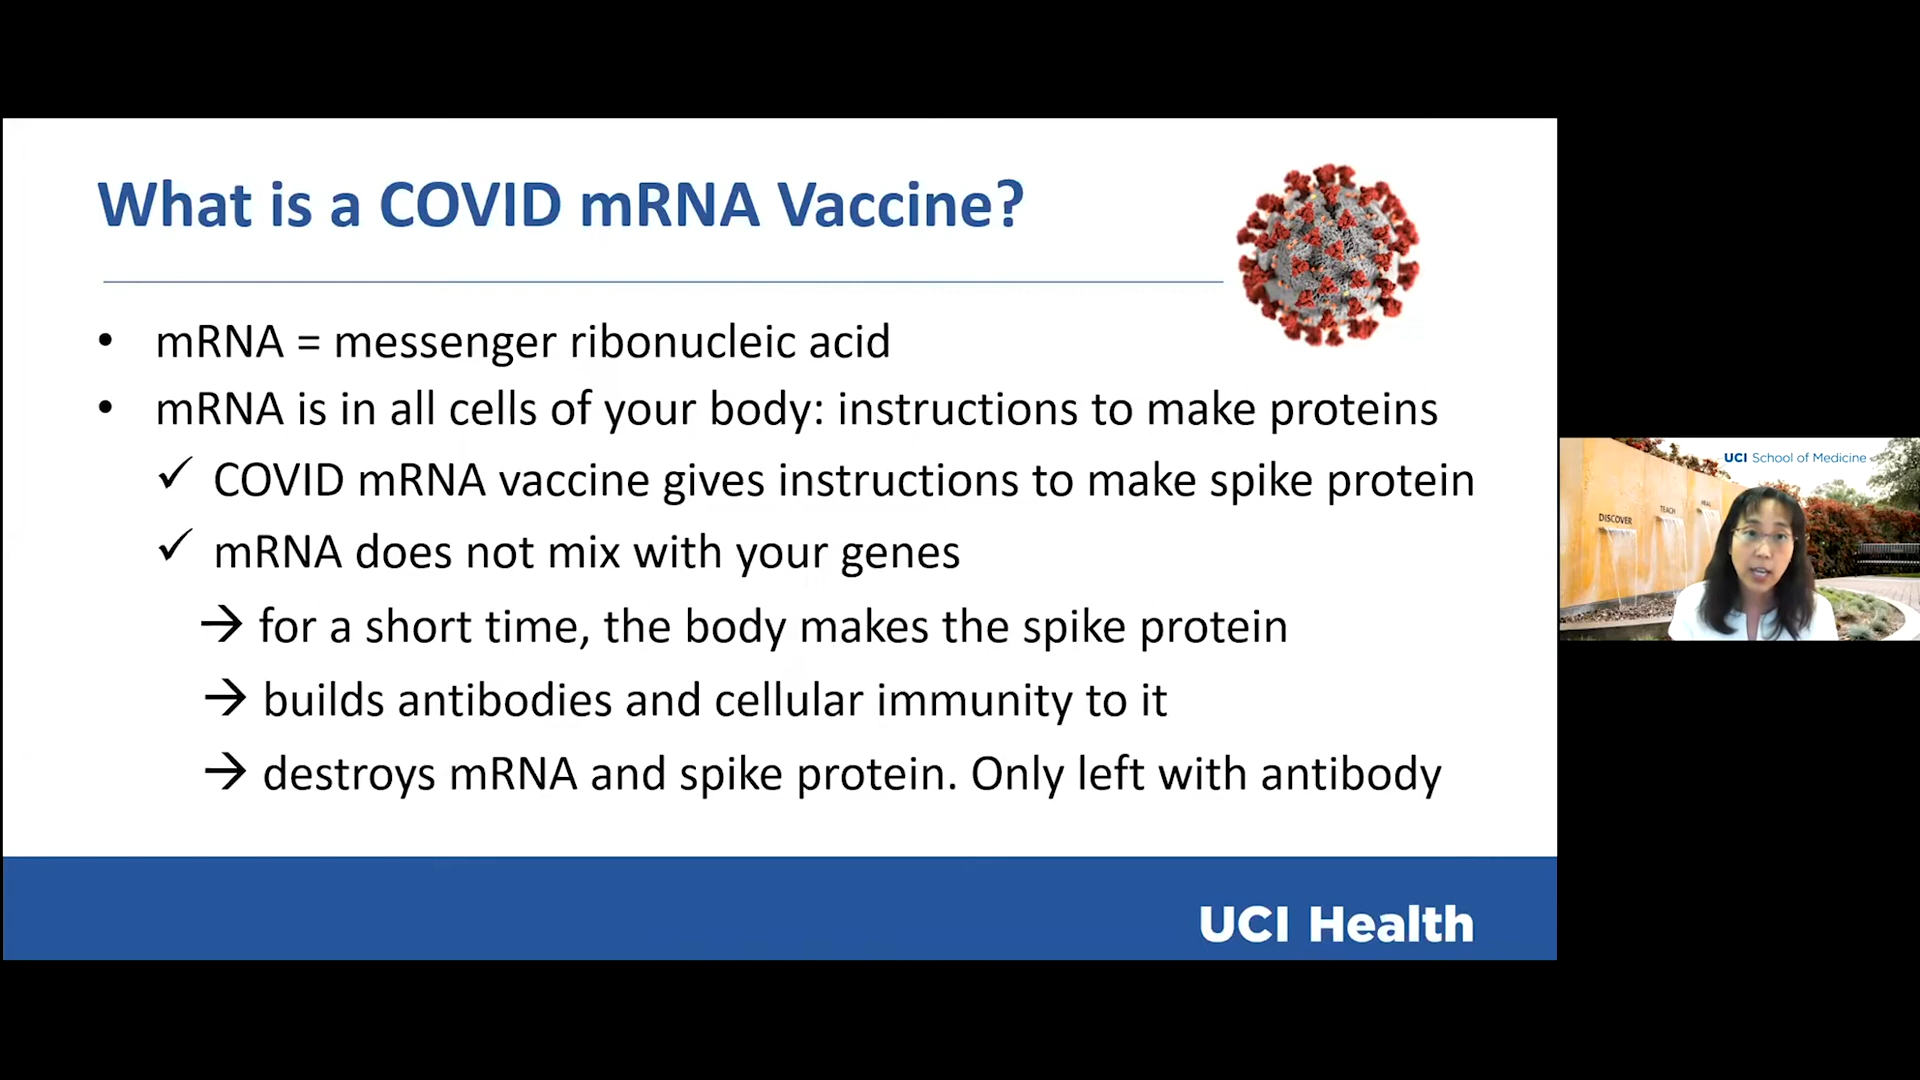 What is a COVID mRNA Vaccine?
• mRNA = messenger ribonucleic acid
• mRNA is in all cells of your body: instructions to make proteins
✓ COVID mRNA vaccine gives instructions to make spike protein
✓ mRNA does not mix with your genes
→ for a short time, the body makes the spike protein
→ builds antibodies and cellular immunity to it
→ destroys mRNA and spike protein. Only left with antibody
UCI Health
UCI School of Medicine
DISCOVER
TEACH
HEAL